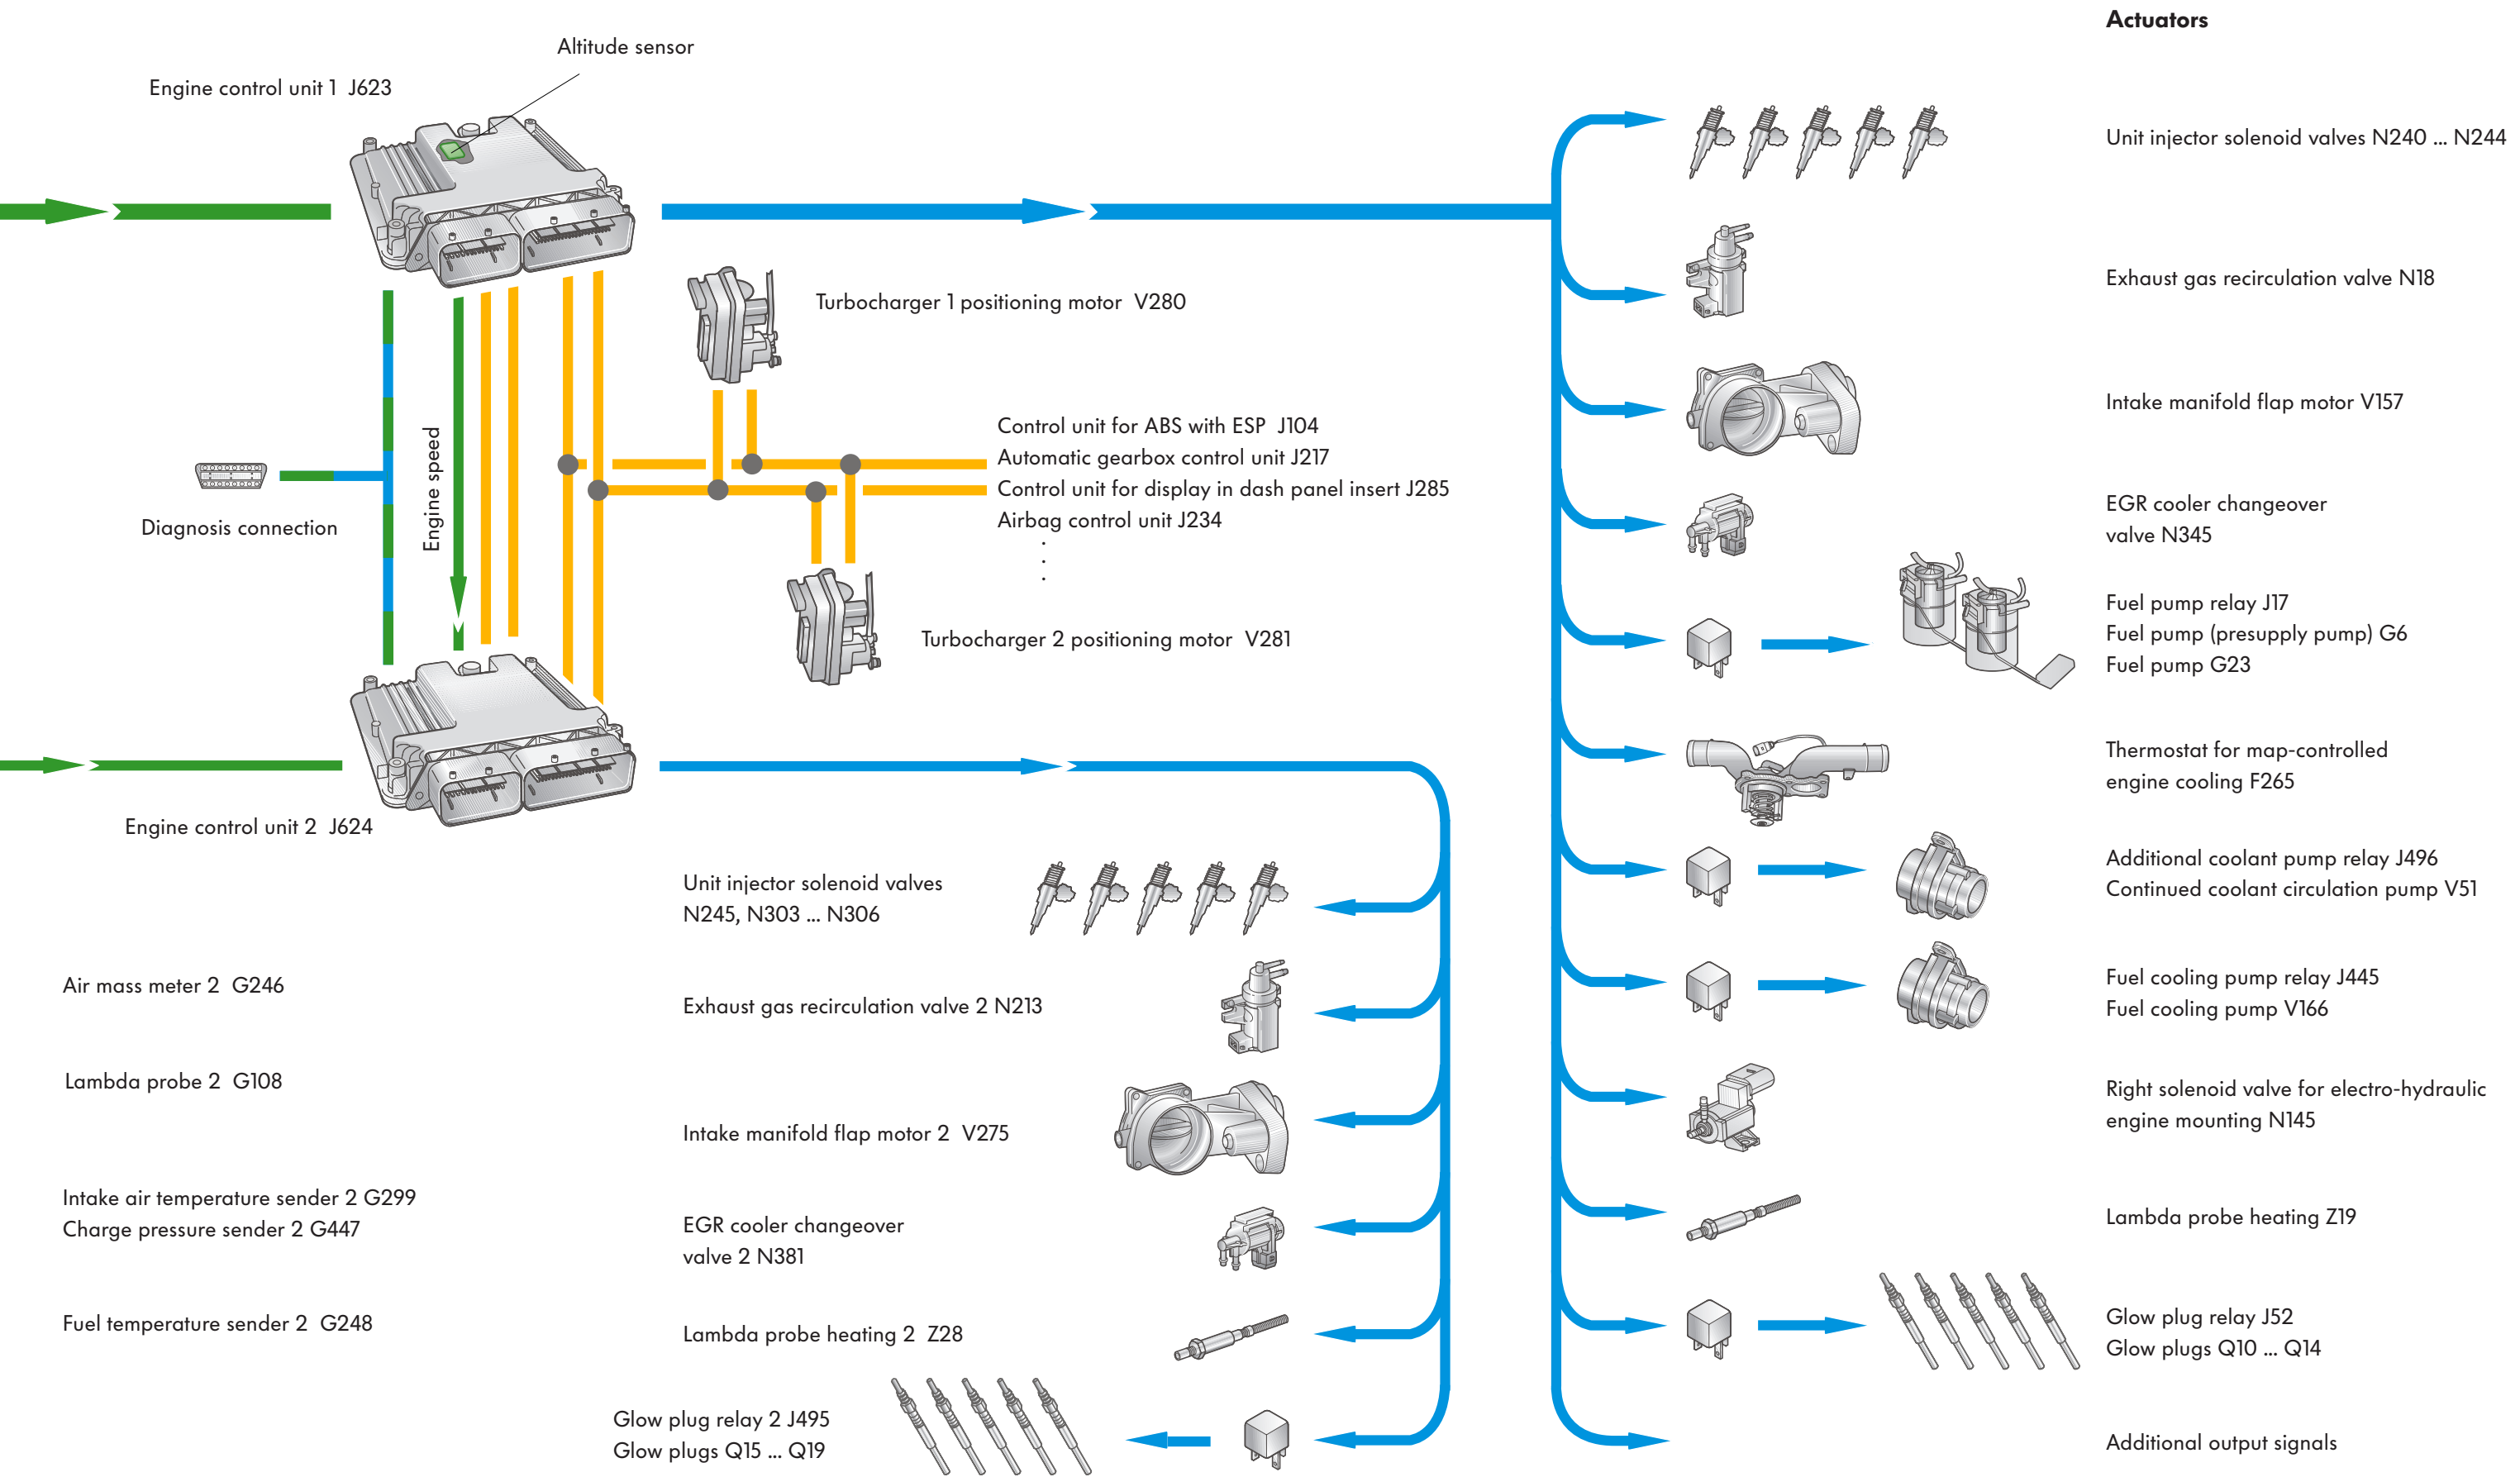 Actuators
Altitude sensor
Engine control unit 1 J623
Unit injector solenoid valves N240 ... N244
Exhaust gas recirculation valve N18
Turbocharger 1 positioning motor V280
Intake manifold flap motor V157
Control unit for ABS with ESP J104
Automatic gearbox control unit J217
Control unit for display in dash panel insert J285
Airbag control unit J234
.
.
.
Engine speed
Diagnosis connection
EGR cooler changeover
valve N345
Fuel pump relay J17
Fuel pump (presupply pump) G6
Fuel pump G23
Turbocharger 2 positioning motor V281
Thermostat for map-controlled
engine cooling F265
Engine control unit 2 J624
Additional coolant pump relay J496
Continued coolant circulation pump V51
Unit injector solenoid valves
N245, N303 ... N306
Air mass meter 2 G246
Exhaust gas recirculation valve 2 N213
Fuel cooling pump relay J445
Fuel cooling pump V166
Lambda probe 2 G108
Intake manifold flap motor 2 V275
Right solenoid valve for electro-hydraulic
engine mounting N145
Intake air temperature sender 2 G299
Charge pressure sender 2 G447
EGR cooler changeover
valve 2 N381
Lambda probe heating Z19
Fuel temperature sender 2 G248
Lambda probe heating 2 Z28
Glow plug relay J52
Glow plugs Q10 ... Q14
Glow plug relay 2 J495
Glow plugs Q15 ... Q19
Additional output signals